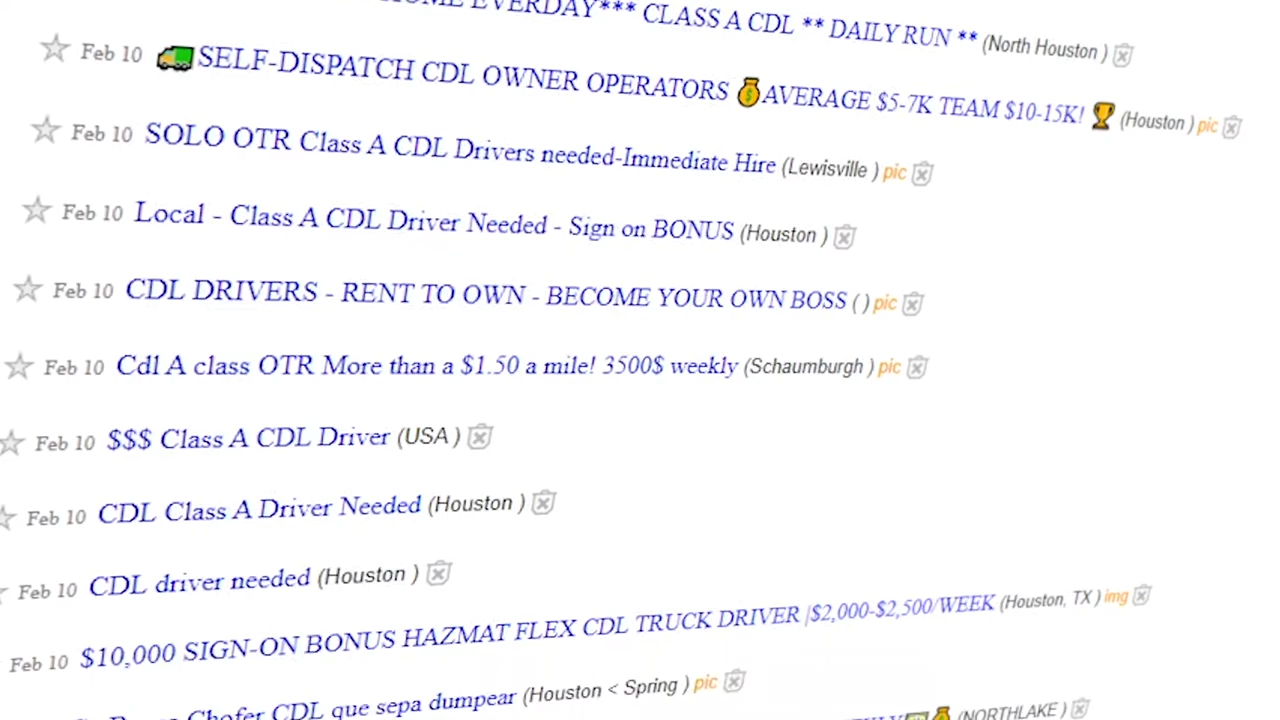 HOME EVERDAY*** CLASS A CDL ** DAILY RUN ** (North Houston )
Feb 10 SELF-DISPATCH CDL OWNER OPERATORS 💰AVERAGE $5-7K TEAM $10-15K! 🏆 (Houston ) pic
Feb 10 SOLO OTR Class A CDL Drivers needed-Immediate Hire (Lewisville ) pic
Feb 10 Local - Class A CDL Driver Needed - Sign on BONUS (Houston )
Feb 10 CDL DRIVERS - RENT TO OWN - BECOME YOUR OWN BOSS ( ) pic
Feb 10 Cdl A class OTR More than a $1.50 a mile! 3500$ weekly (Schaumburgh ) pic
Feb 10 $$$ Class A CDL Driver (USA )
Feb 10 CDL Class A Driver Needed (Houston )
Feb 10 CDL driver needed (Houston )
Feb 10 $10,000 SIGN-ON BONUS HAZMAT FLEX CDL TRUCK DRIVER |$2,000-$2,500/WEEK (Houston, TX ) img
Chofer CDL que sepa dumpear (Houston < Spring ) pic
(NORTHLAKE )